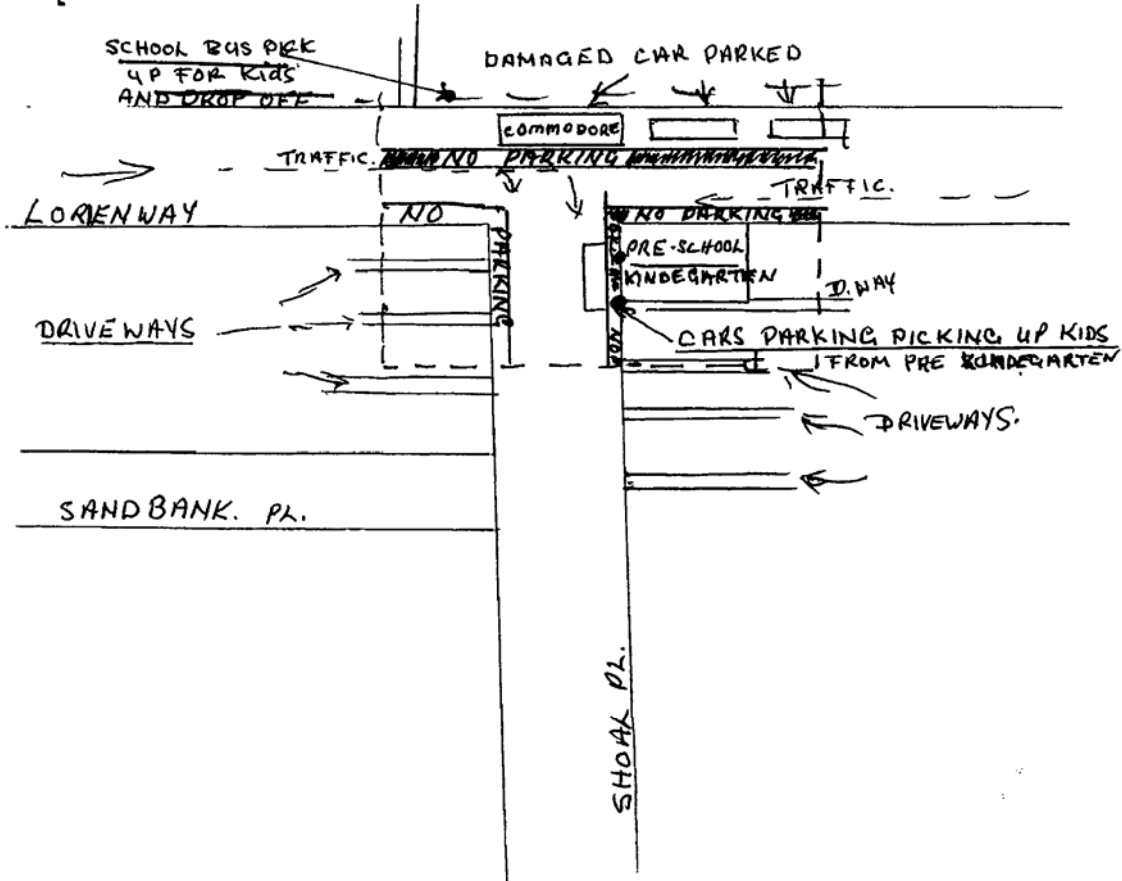 SCHOOL BUS PICK
UP FOR KIDS
AND DROP OFF
DAMAGED CAR PARKED
COMMODORE
TRAFFIC.
NO PARKING
TRAFFIC.
LORIENWAY
NO
PARKING
NO PARKING
PRE-SCHOOL
KINDEGARTEN
D.WAY
DRIVEWAYS
CARS PARKING PICKING UP KIDS
FROM PRE KINDEGARTEN
DRIVEWAYS.
SANDBANK. PL.
SHOAL PL.